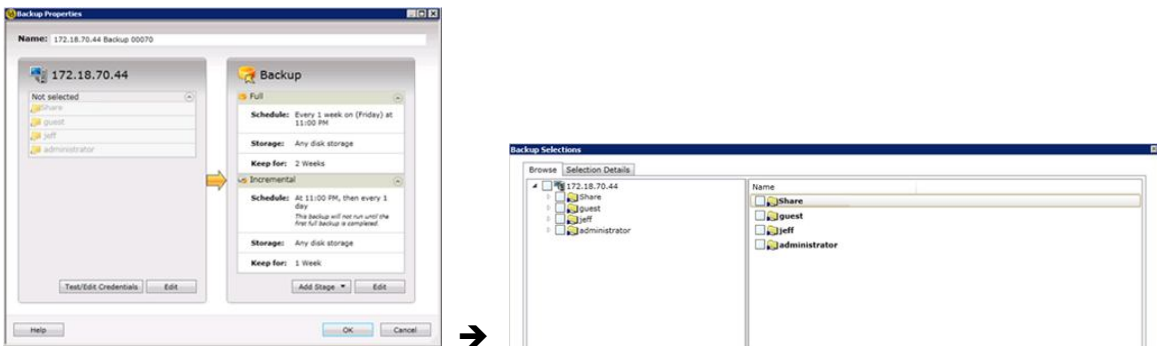 Backup Properties
Name: 172.18.70.44 Backup 00070
172.18.70.44
Not selected
Share
guest
jeff
administrator
Test/Edit Credentials
Edit
Backup
Full
Schedule: Every 1 week on (Friday) at
11:00 PM
Storage: Any disk storage
Keep for: 2 Weeks
Incremental
Schedule: At 11:00 PM, then every 1
day
This backup will not run until the
first full backup is completed.
Storage: Any disk storage
Keep for: 1 Week
Add Stage
Edit
Help
OK
Cancel
Backup Selections
Browse
Selection Details
172.18.70.44
Share
guest
jeff
administrator
Name
Share
guest
jeff
administrator